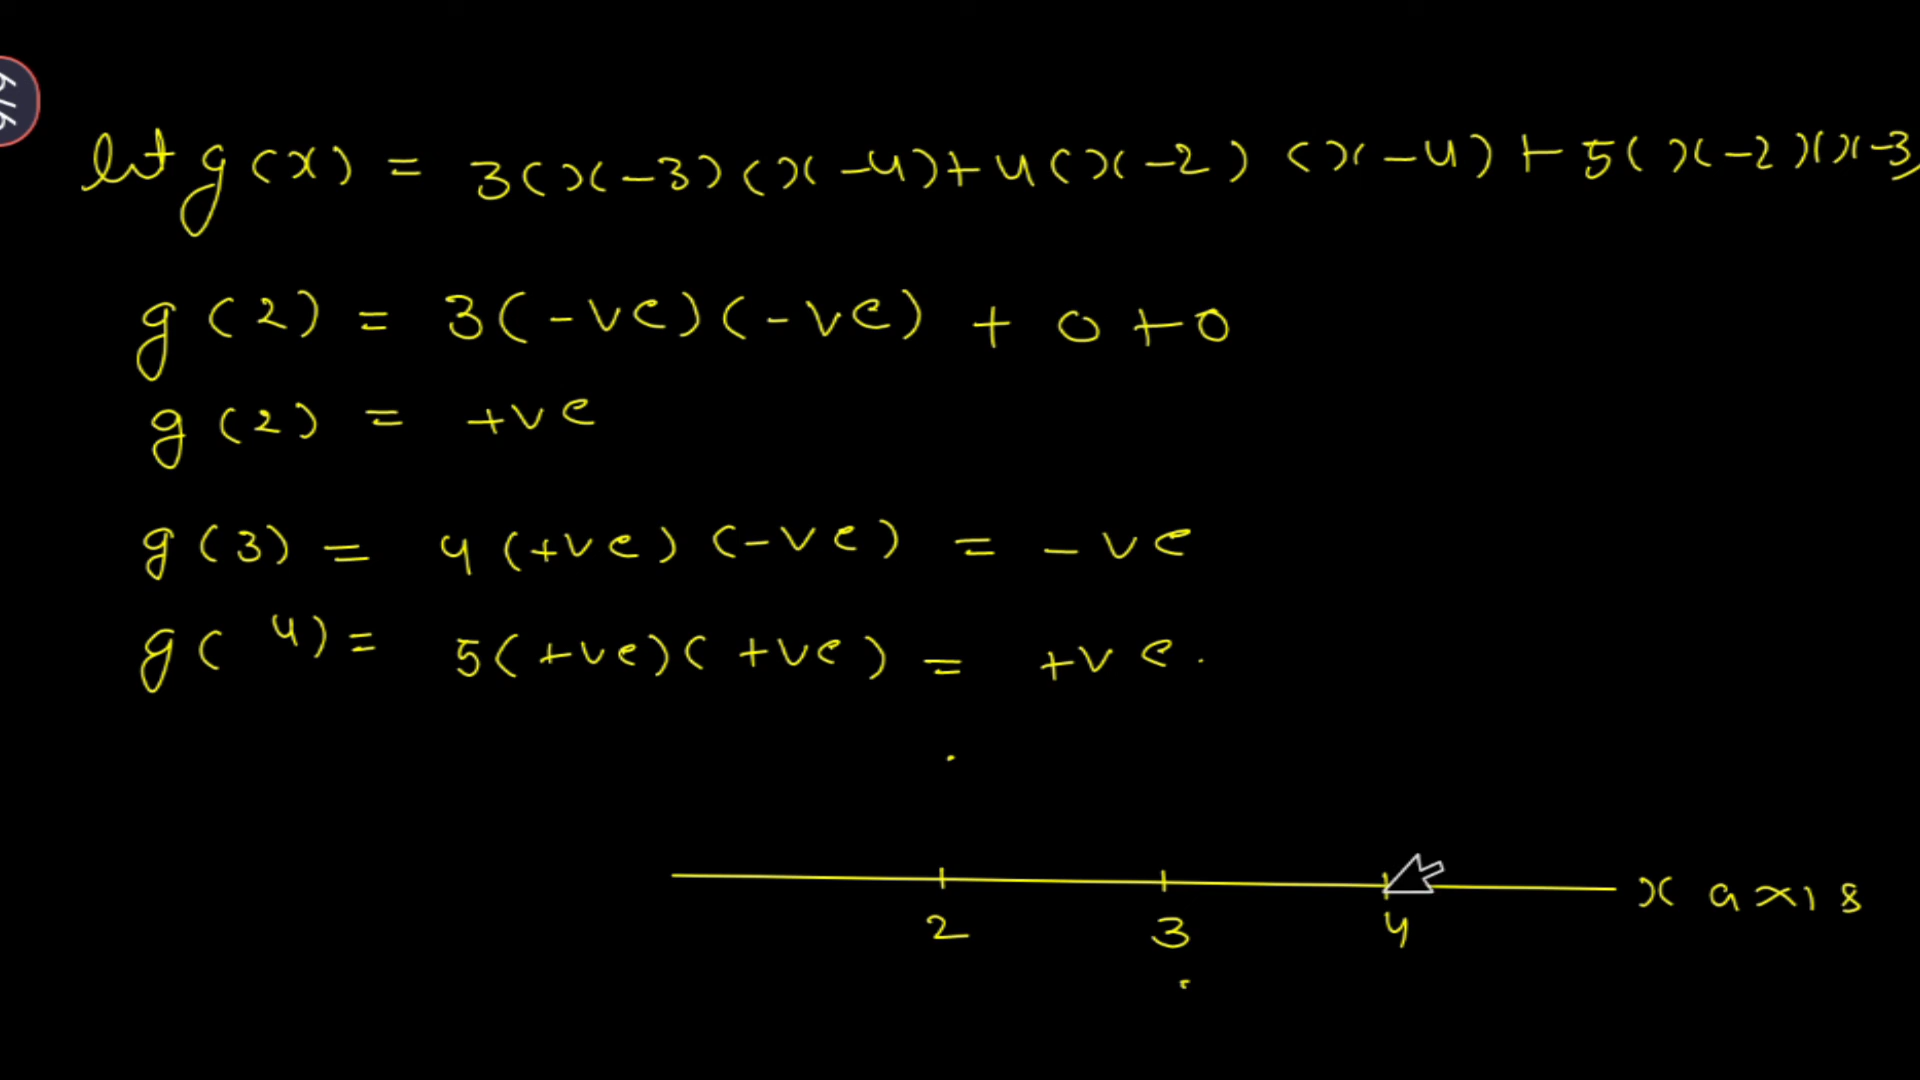 let g(x) = 3(x-3)(x-4)+4(x-2)(x-4)+5(x-2)(x-3)
g(2) = 3(-ve)(-ve) + 0+0
g(2) = +ve
g(3) = 4(+ve)(-ve) = -ve
g(4) = 5(+ve)(+ve) = +ve.
2 3 4 x axis